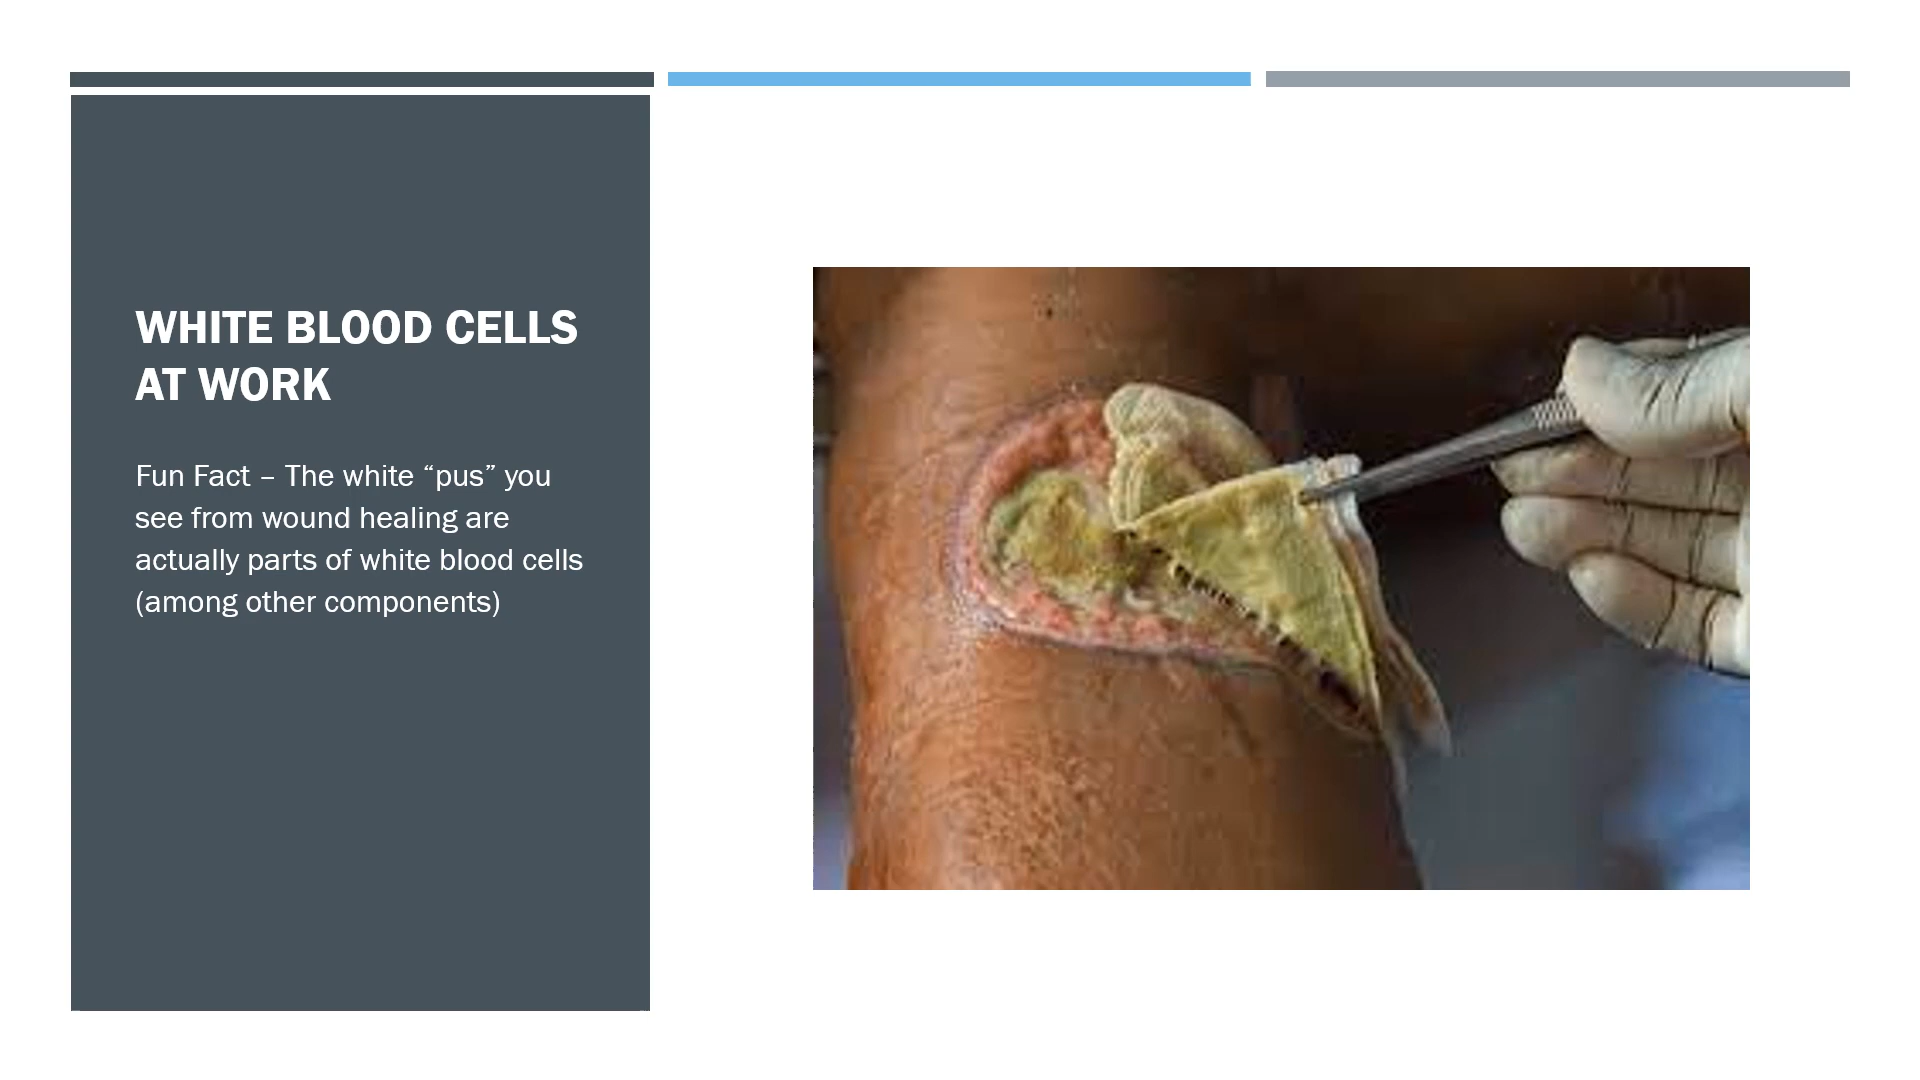 WHITE BLOOD CELLS
AT WORK
Fun Fact – The white “pus” you
see from wound healing are
actually parts of white blood cells
(among other components)